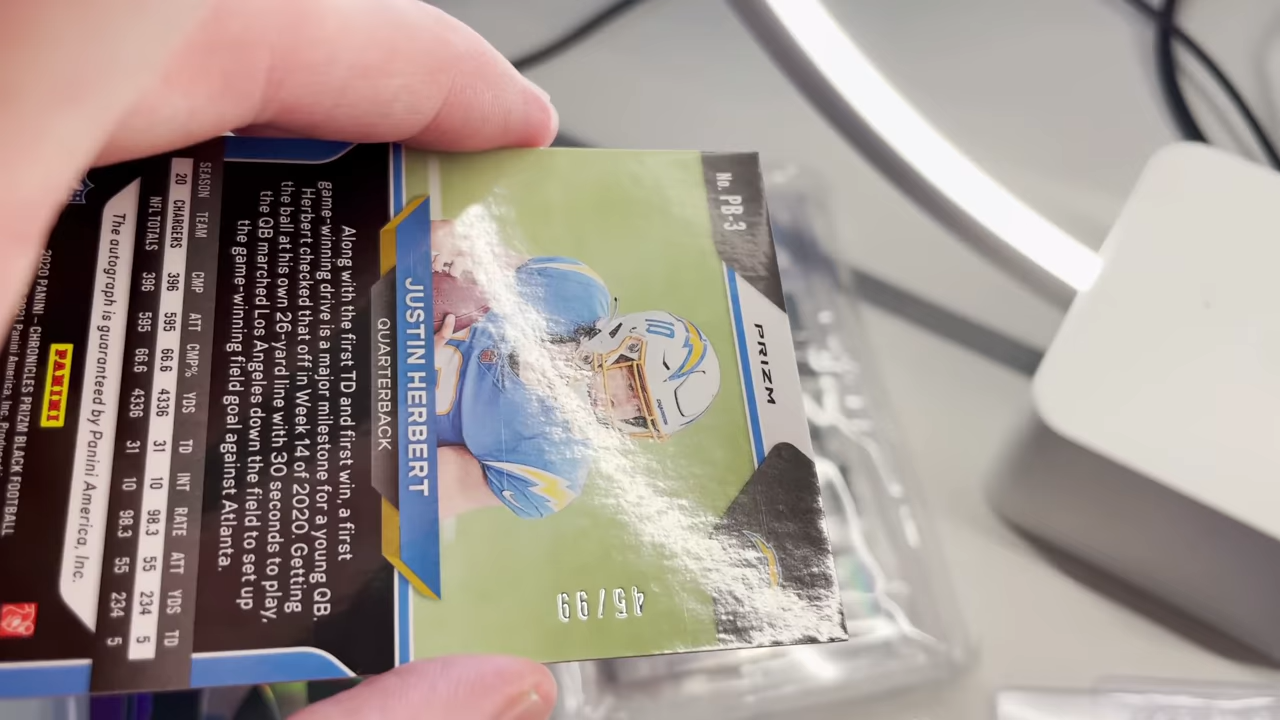 No. PB-3
PRIZM
10
45/99
JUSTIN HERBERT
QUARTERBACK
Along with the first TD and first win, a first
game-winning drive is a major milestone for a young QB.
Herbert checked that off in Week 14 of 2020. Getting
the ball at his own 26-yard line with 30 seconds to play,
the QB marched Los Angeles down the field to set up
the game-winning field goal against Atlanta.
SEASON TEAM CMP ATT CMP% YDS TD INT RATE ATT YDS TD
20 CHARGERS 396 595 66.6 4336 31 10 98.3 55 234 5
NFL TOTALS 396 595 66.6 4336 31 10 98.3 55 234 5
The autograph is guaranteed by Panini America, Inc.
PANINI
2020 PANINI - CHRONICLES PRIZM BLACK FOOTBALL
2021 Panini America, Inc.